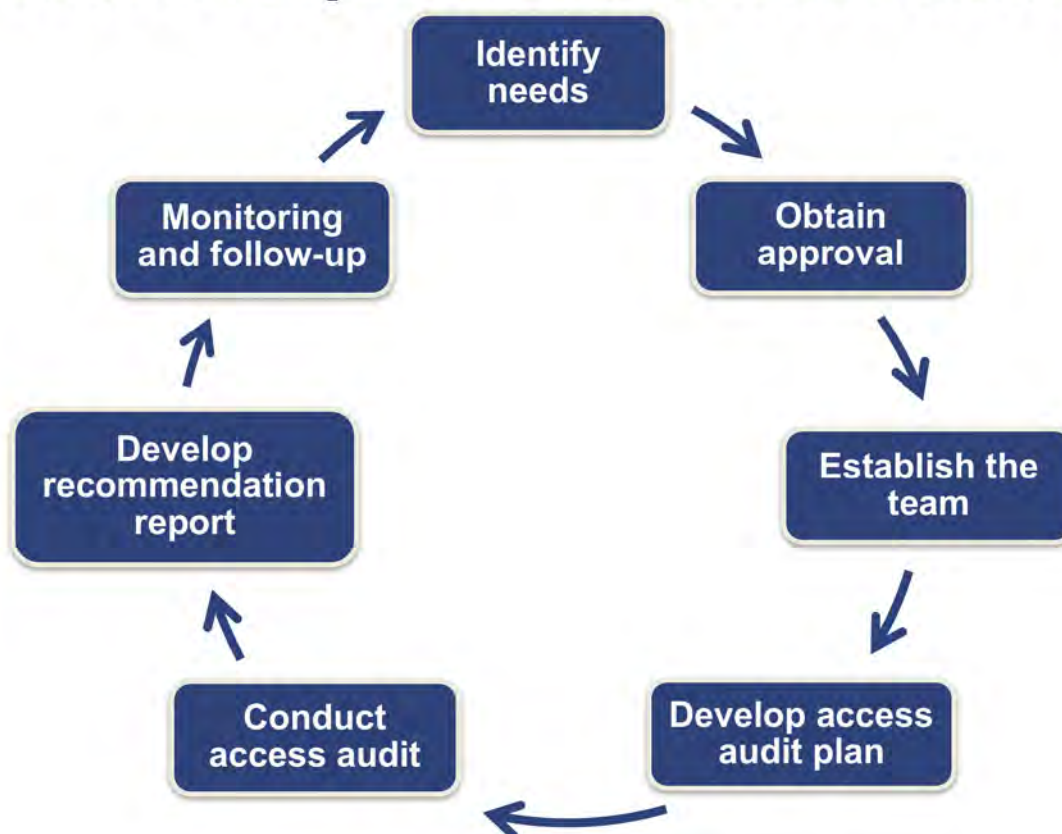 Identify
needs
Obtain
approval
Establish the
team
Develop access
audit plan
Conduct
access audit
Develop
recommendation
report
Monitoring
and follow-up